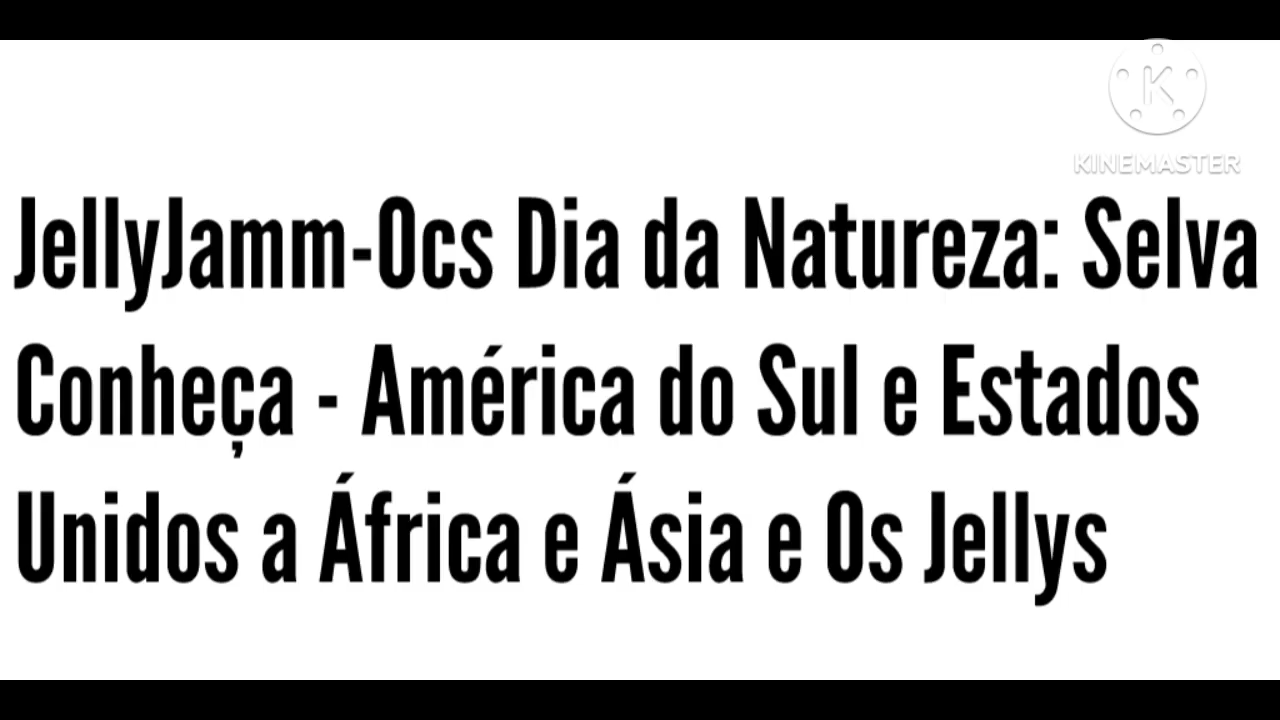 KINEMASTER
JellyJamm-Ocs Dia da Natureza: Selva
Conheça - América do Sul e Estados
Unidos a África e Ásia e Os Jellys